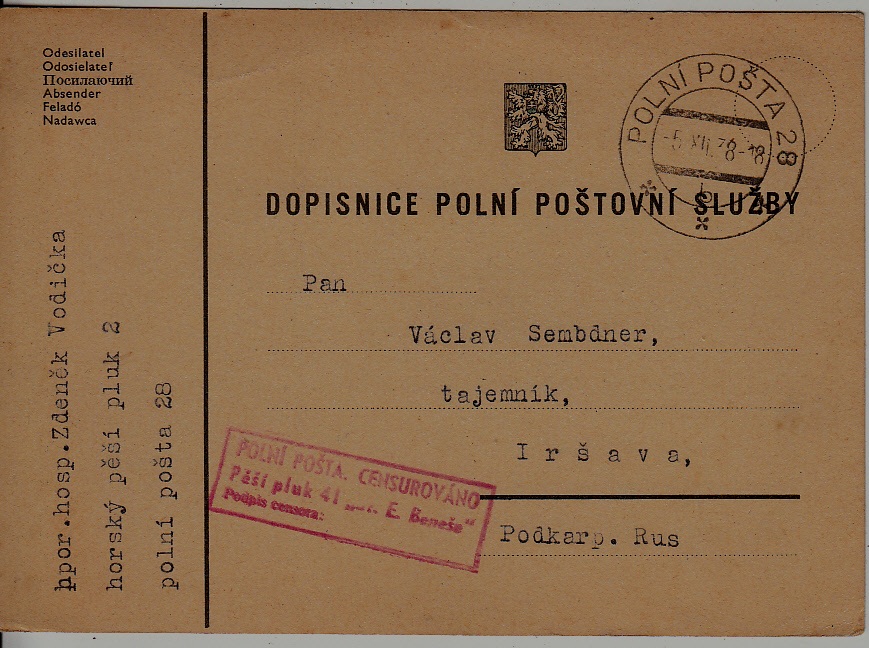 Odesílatel
Odosielateľ
Посилаючий
Absender
Feladó
Nadawca
hpor.hosp.Zdeněk Vodička
horský pěší pluk 2
polní pošta 28
POLNÍ POŠTA 28
-5.XII.38-18
DOPISNICE POLNÍ POŠTOVNÍ SLUŽBY
Pan
Václav Sembdner,
tajemník,
Iršava,
Podkarp. Rus
POLNÍ POŠTA. CENSUROVÁNO
Pěší pluk 41 E. Beneše"
Podpis censora: